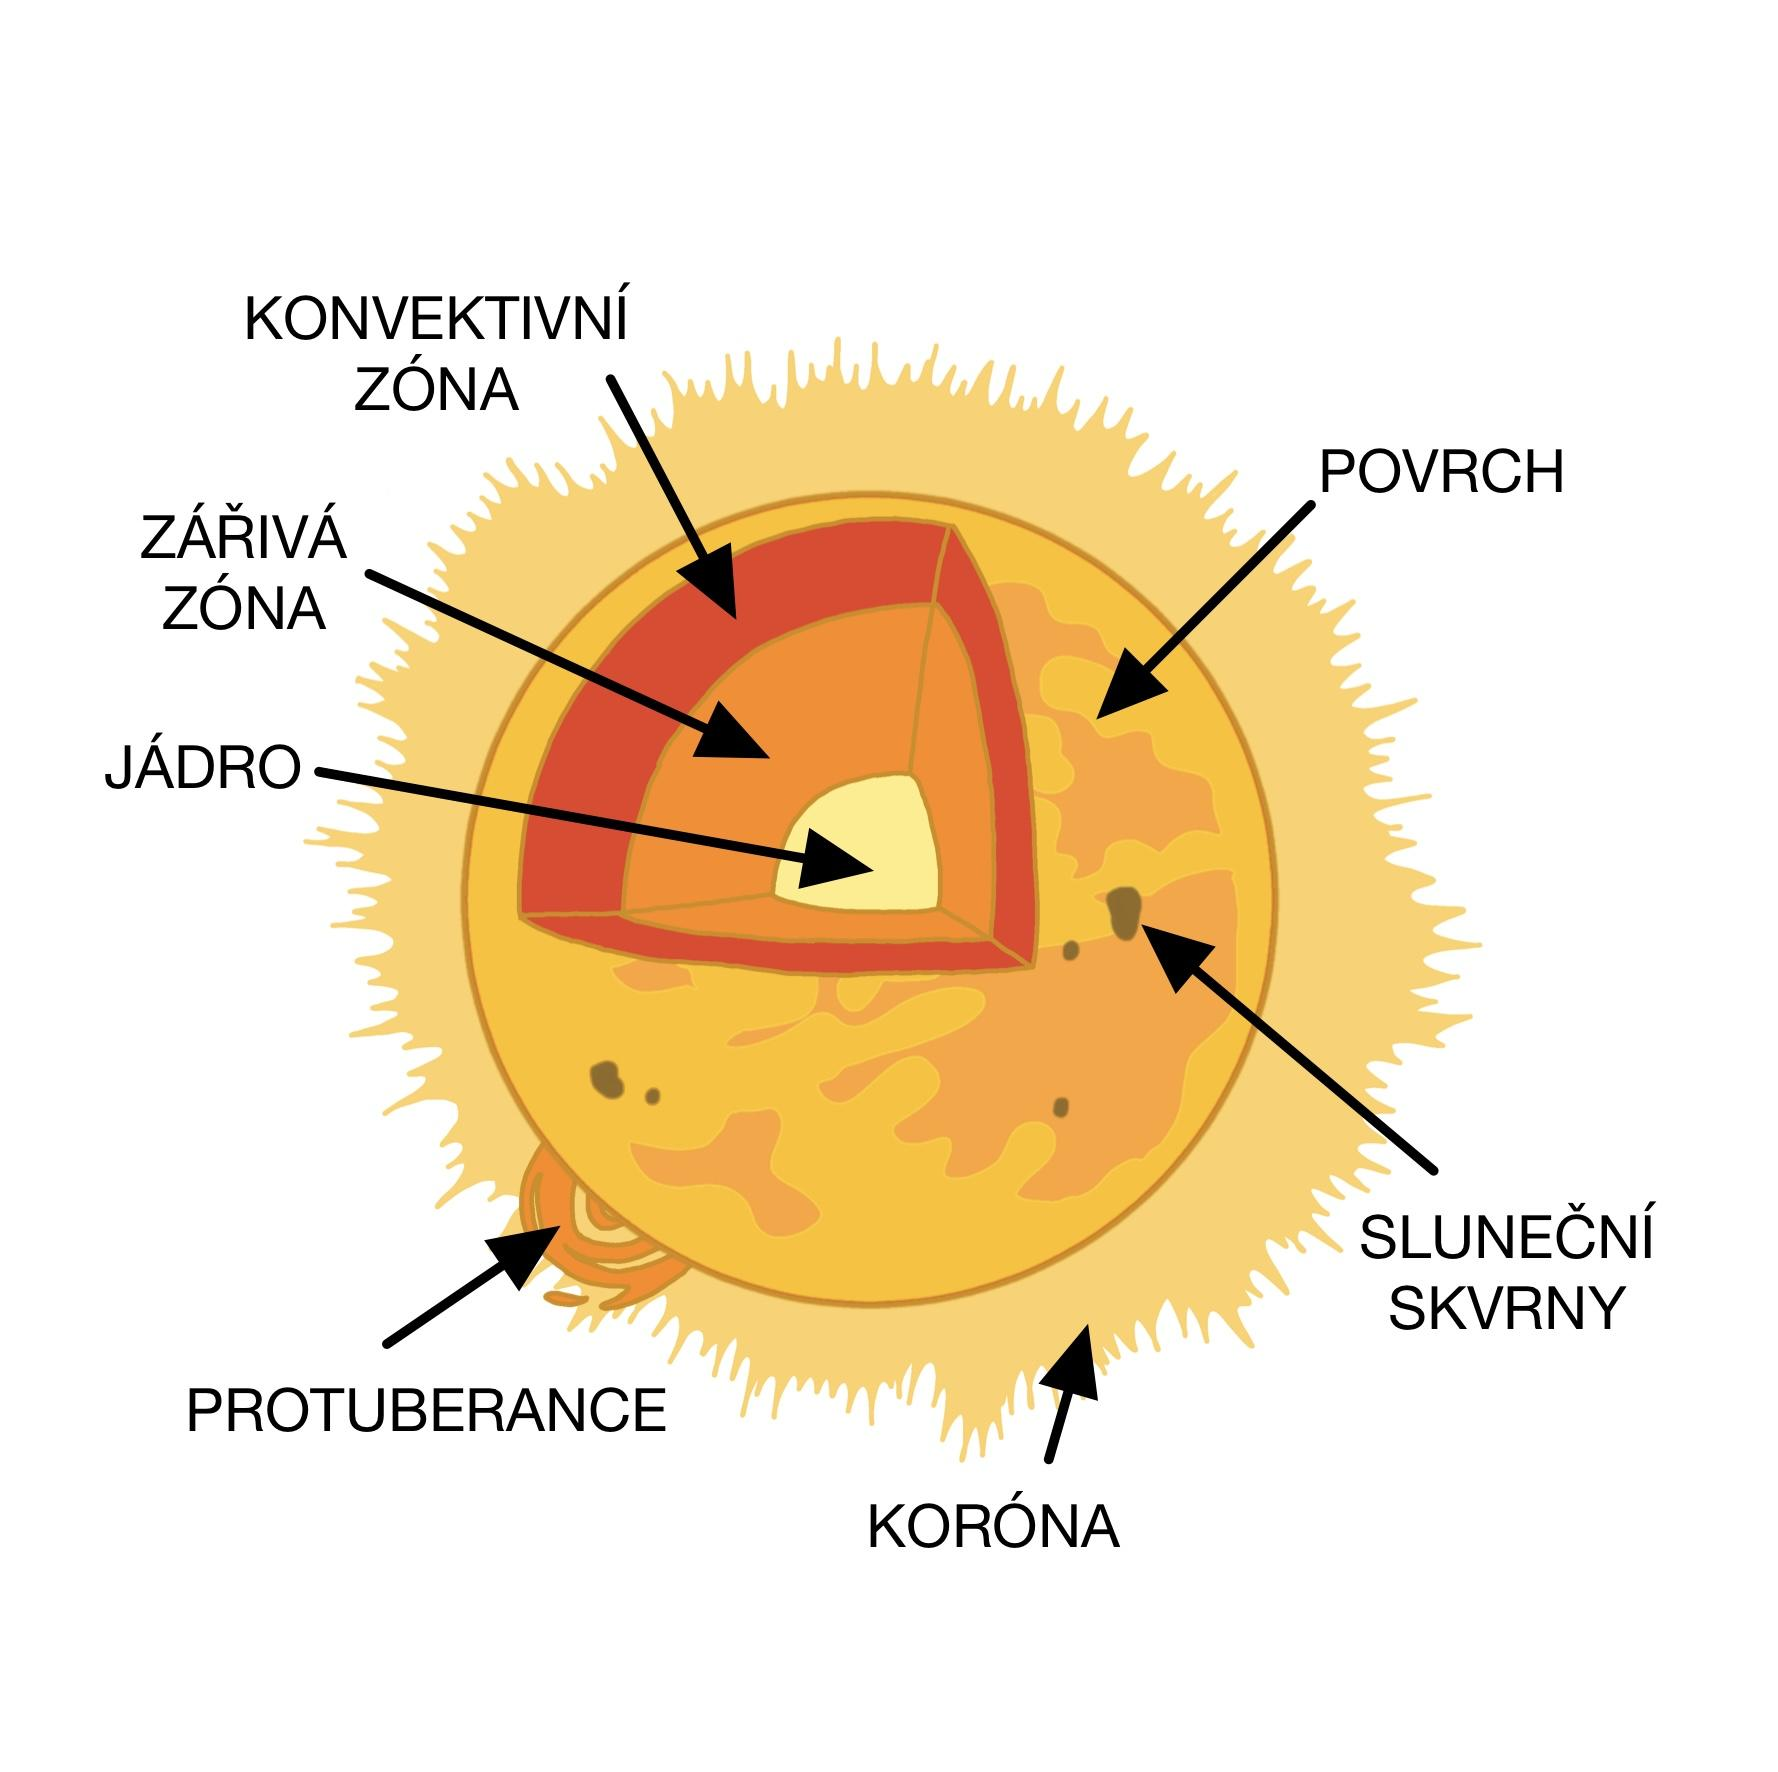 KONVEKTIVNÍ
ZÓNA
POVRCH
ZÁŘIVÁ
ZÓNA
JÁDRO
SLUNEČNÍ
SKVRNY
PROTUBERANCE
KORÓNA